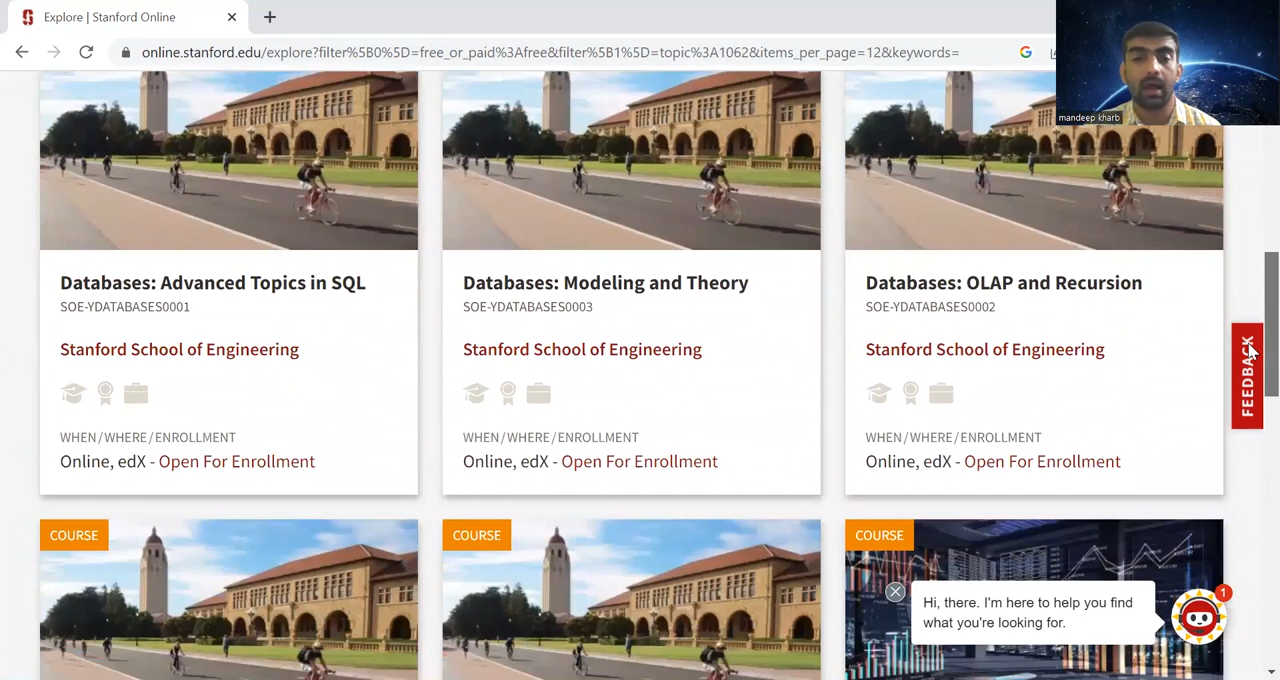 Explore | Stanford Online
online.stanford.edu/explore?filter%5B0%5D=free_or_paid%3Afree&filter%5B1%5D=topic%3A1062&items_per_page=12&keywords=
mandeep kharb
Databases: Advanced Topics in SQL
SOE-YDATABASES0001
Stanford School of Engineering
WHEN/WHERE/ENROLLMENT
Online, edX - Open For Enrollment
Databases: Modeling and Theory
SOE-YDATABASES0003
Stanford School of Engineering
WHEN/WHERE/ENROLLMENT
Online, edX - Open For Enrollment
Databases: OLAP and Recursion
SOE-YDATABASES0002
Stanford School of Engineering
WHEN/WHERE/ENROLLMENT
Online, edX - Open For Enrollment
FEEDBACK
COURSE
COURSE
COURSE
Hi, there. I'm here to help you find
what you're looking for.
1